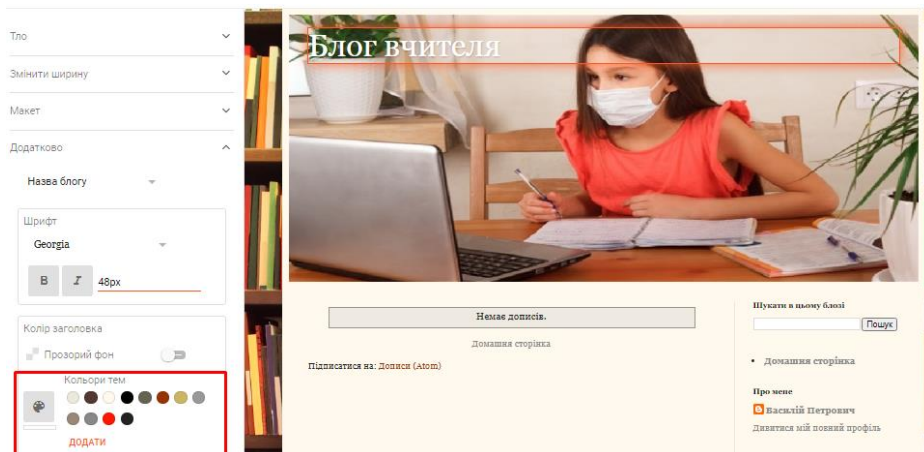 Тло
Змінити ширину
Макет
Додатково
Назва блогу
Шрифт
Georgia
B I 48px
Колір заголовка
Прозорий фон
Кольори тем
ДОДАТИ
Блог вчителя
Немає дописів.
Домашня сторінка
Підписатися на: Дописи (Atom)
Шукати в цьому блозі
Пошук
Домашня сторінка
Про мене
Василій Петрович
Дивитися мій повний профіль